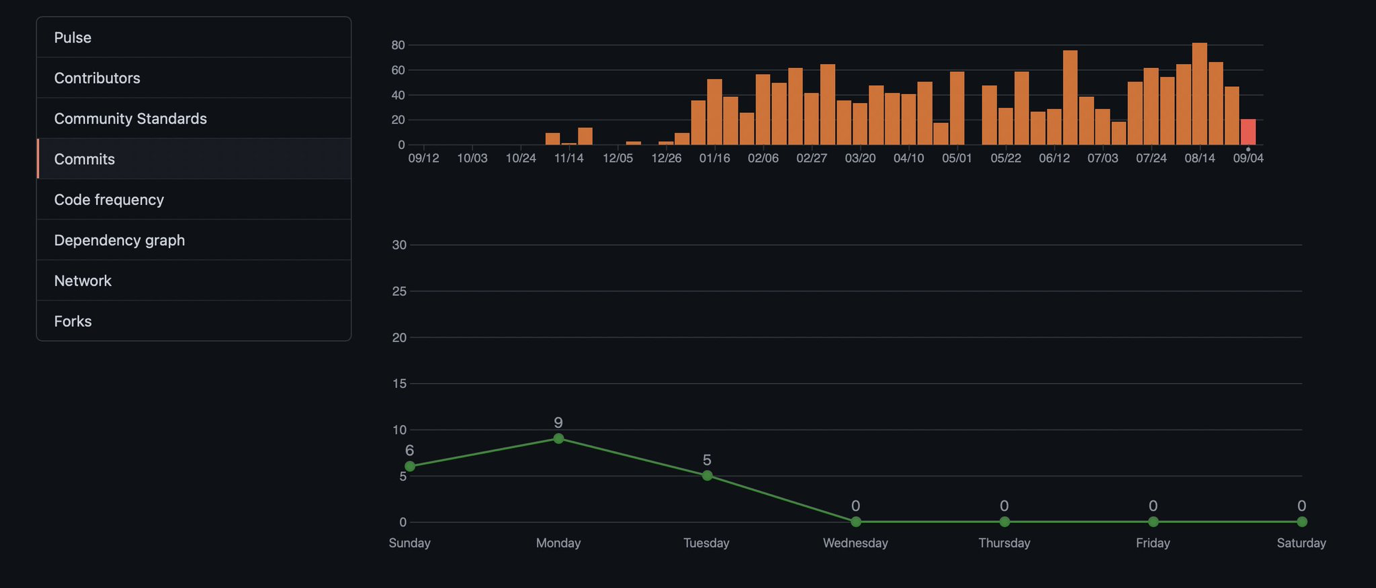 Pulse
Contributors
Community Standards
Commits
Code frequency
Dependency graph
Network
Forks
80
60
40
20
0
09/12 10/03 10/24 11/14 12/05 12/26 01/16 02/06 02/27 03/20 04/10 05/01 05/22 06/12 07/03 07/24 08/14 09/04
30
25
20
15
10
5
0
6 9 5 0 0 0 0
Sunday Monday Tuesday Wednesday Thursday Friday Saturday